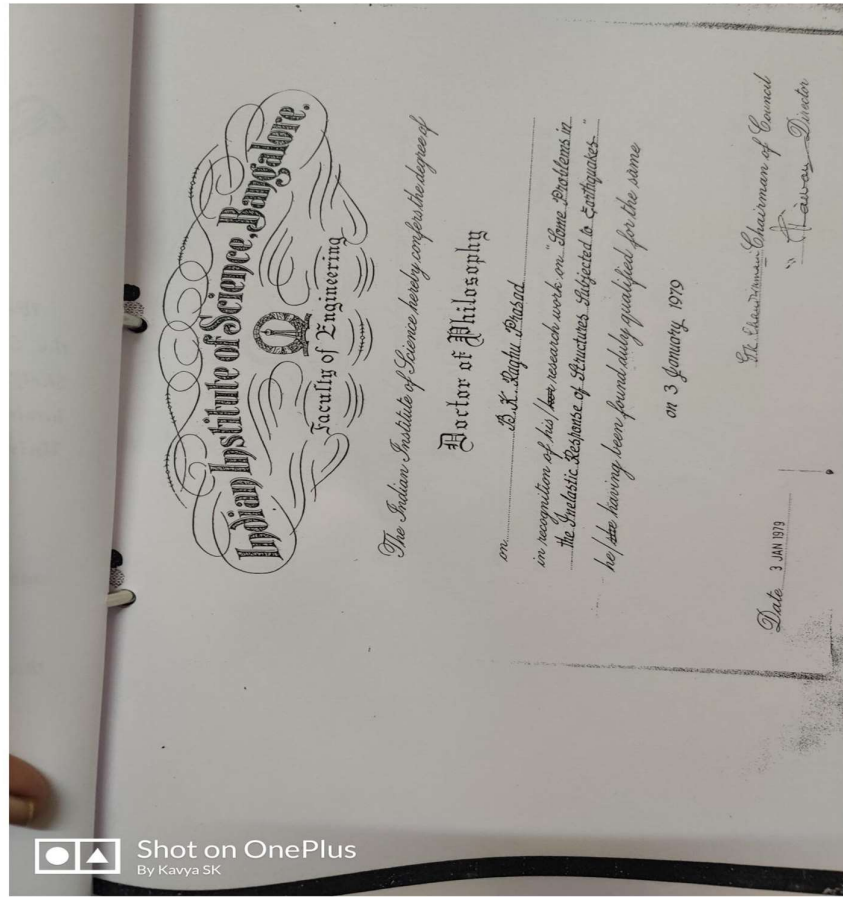 Indian Institute of Science, Bangalore.
Faculty of Engineering
The Indian Institute of Science hereby confers the degree of
Doctor of Philosophy
on B.K. Raghu Prasad
in recognition of his/her research work on "Some Problems in
the Inelastic Response of Structures Subjected to Earthquakes"
he/she having been found duly qualified for the same
on 3 January 1979
Chairman of Council
Date 3 JAN 1979
Director
Shot on OnePlus
By Kavya SK